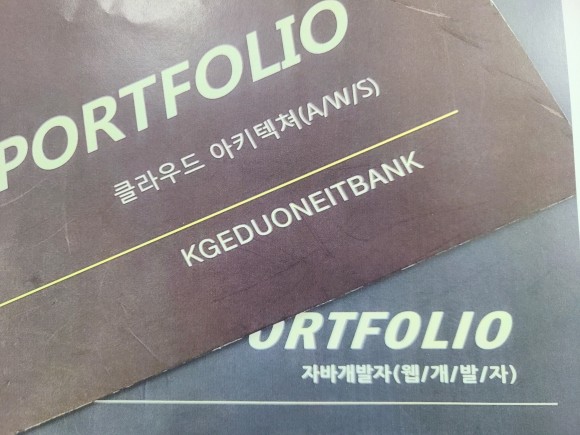 PORTFOLIO
클라우드 아키텍쳐(A/W/S)
KGEDUONEITBANK
ORTFOLIO
자바개발자(웹/개/발/자)